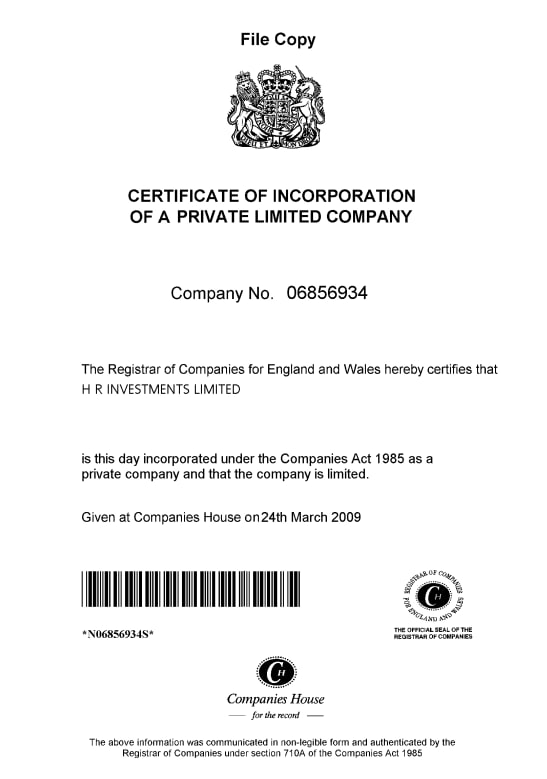 File Copy
CERTIFICATE OF INCORPORATION
OF A PRIVATE LIMITED COMPANY
Company No. 06856934
The Registrar of Companies for England and Wales hereby certifies that
H R INVESTMENTS LIMITED
is this day incorporated under the Companies Act 1985 as a
private company and that the company is limited.
Given at Companies House on 24th March 2009
*N06856934S*
REGISTRAR OF COMPANIES
FOR ENGLAND AND WALES
CH
THE OFFICIAL SEAL OF THE
REGISTRAR OF COMPANIES
CH
Companies House
for the record
The above information was communicated in non-legible form and authenticated by the
Registrar of Companies under section 710A of the Companies Act 1985